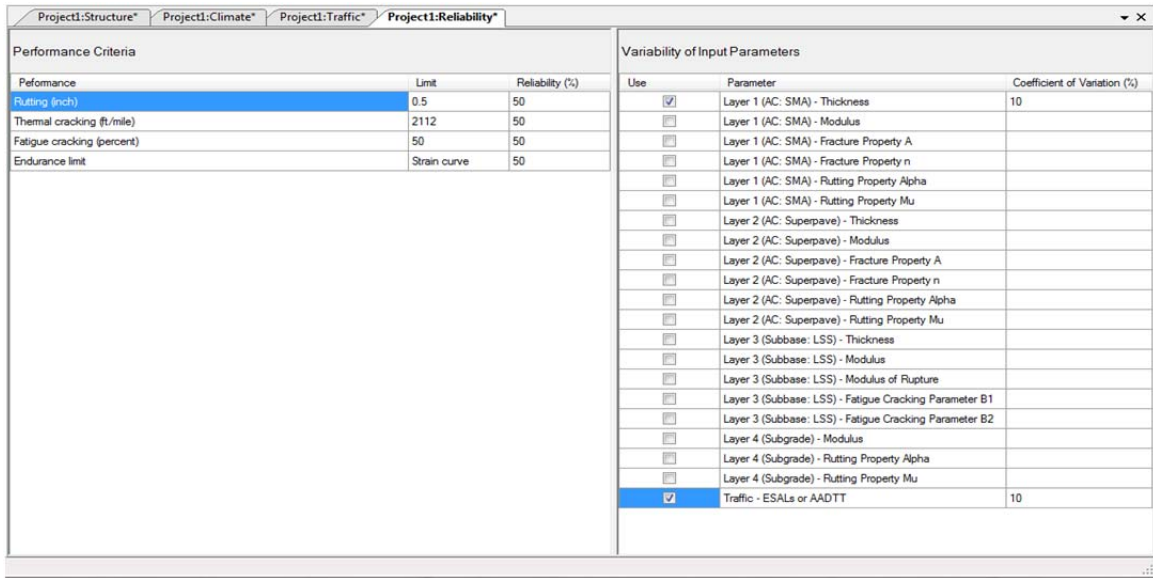 Project1:Structure* Project1:Climate* Project1:Traffic* Project1:Reliability*
Performance Criteria
Peformance Limit Reliability (%)
Rutting (inch) 0.5 50
Thermal cracking (ft/mile) 2112 50
Fatigue cracking (percent) 50 50
Endurance limit Strain curve 50
Variability of Input Parameters
Use Parameter Coefficient of Variation (%)
Layer 1 (AC: SMA) - Thickness 10
Layer 1 (AC: SMA) - Modulus
Layer 1 (AC: SMA) - Fracture Property A
Layer 1 (AC: SMA) - Fracture Property n
Layer 1 (AC: SMA) - Rutting Property Alpha
Layer 1 (AC: SMA) - Rutting Property Mu
Layer 2 (AC: Superpave) - Thickness
Layer 2 (AC: Superpave) - Modulus
Layer 2 (AC: Superpave) - Fracture Property A
Layer 2 (AC: Superpave) - Fracture Property n
Layer 2 (AC: Superpave) - Rutting Property Alpha
Layer 2 (AC: Superpave) - Rutting Property Mu
Layer 3 (Subbase: LSS) - Thickness
Layer 3 (Subbase: LSS) - Modulus
Layer 3 (Subbase: LSS) - Modulus of Rupture
Layer 3 (Subbase: LSS) - Fatigue Cracking Parameter B1
Layer 3 (Subbase: LSS) - Fatigue Cracking Parameter B2
Layer 4 (Subgrade) - Modulus
Layer 4 (Subgrade) - Rutting Property Alpha
Layer 4 (Subgrade) - Rutting Property Mu
Traffic - ESALs or AADTT 10